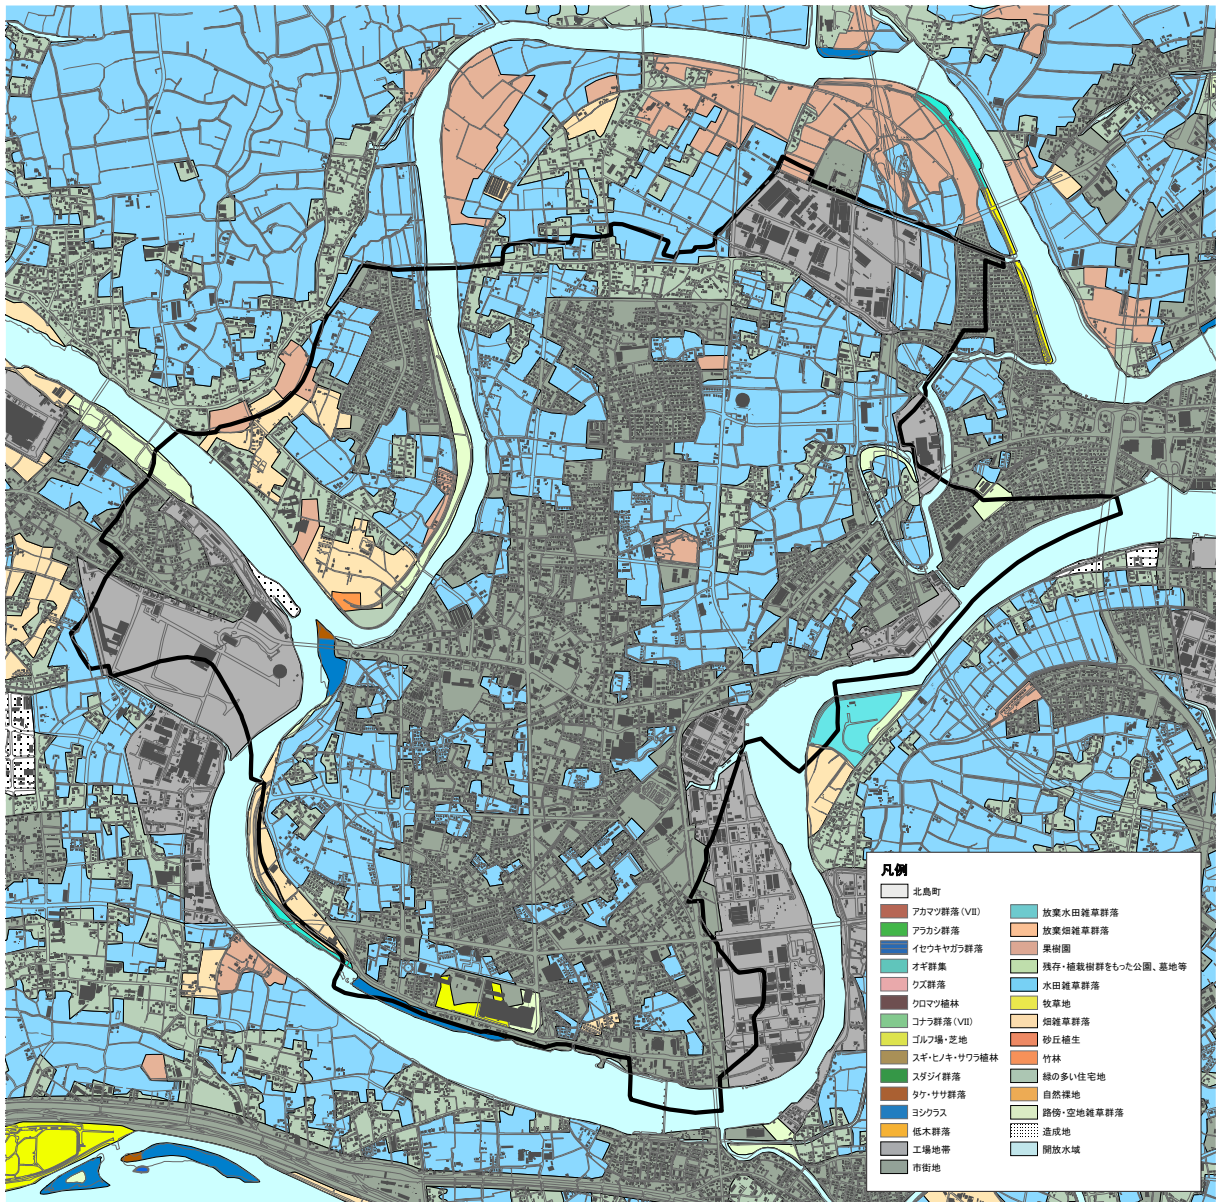 凡例
北島町
アカマツ群落(Ⅶ)
アラカシ群落
イセウキヤガラ群落
オギ群集
クズ群落
クロマツ植林
コナラ群落(Ⅶ)
ゴルフ場・芝地
スギ・ヒノキ・サワラ植林
スダジイ群落
タケ・ササ群落
ヨシクラス
低木群落
工場地帯
市街地
放棄水田雑草群落
放棄畑雑草群落
果樹園
残存・植栽樹群をもった公園、墓地等
水田雑草群落
牧草地
畑雑草群落
砂丘植生
竹林
緑の多い住宅地
自然裸地
路傍・空地雑草群落
造成地
開放水域